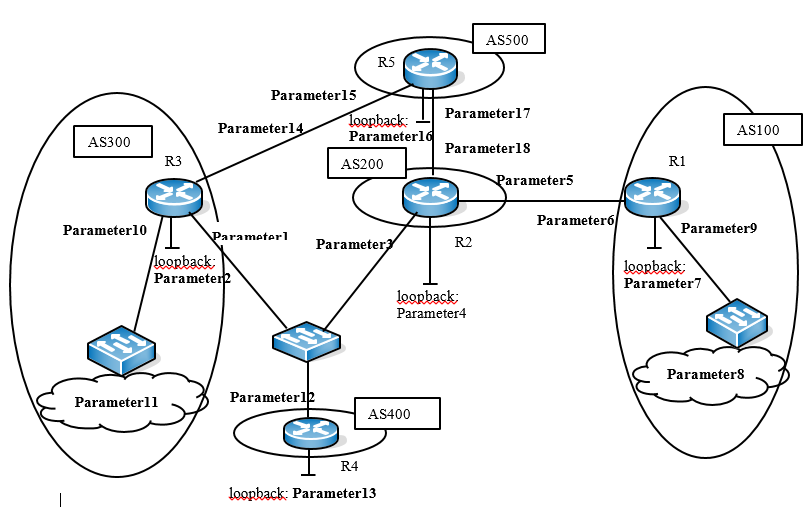 AS500
R5
Parameter15
Parameter17
loopback:
Parameter16
Parameter14
AS300
AS100
Parameter18
AS200
R3
R1
Parameter5
Parameter10
Parameter1
Parameter3
Parameter6
Parameter9
R2
loopback:
Parameter2
loopback:
Parameter7
loopback:
Parameter4
Parameter8
Parameter11
Parameter12
AS400
R4
loopback: Parameter13